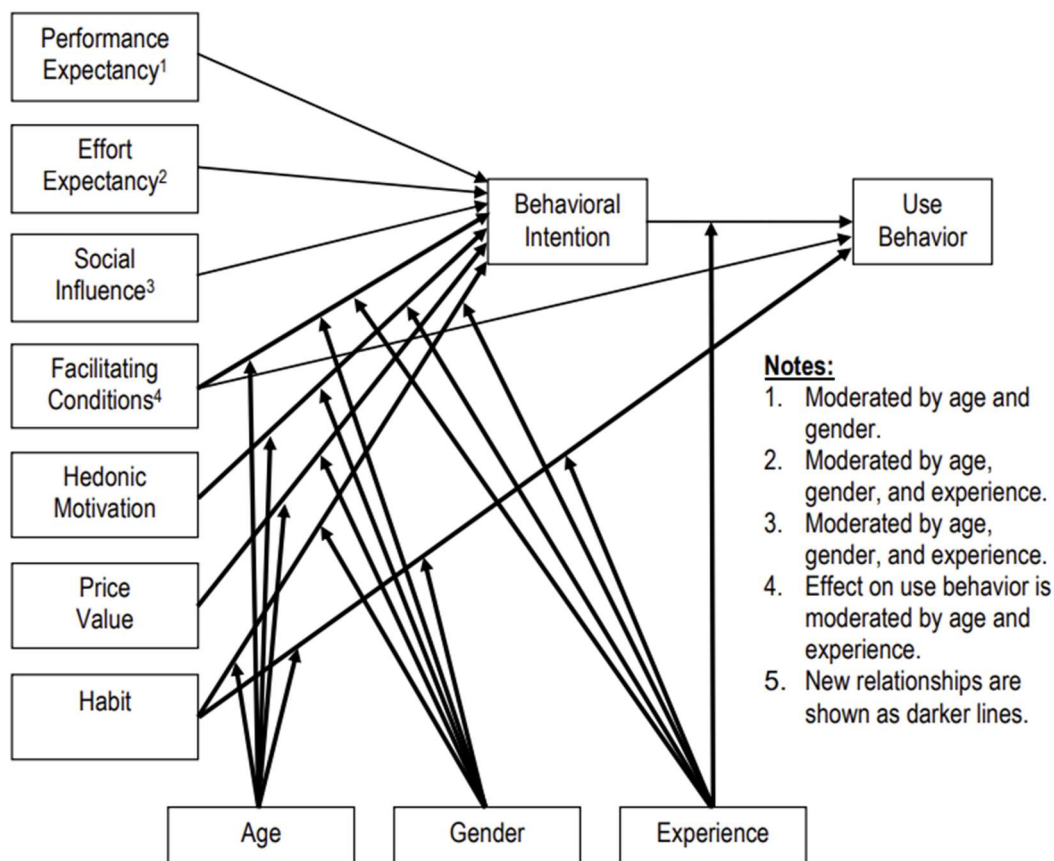 Performance
Expectancy¹
Effort
Expectancy²
Social
Influence³
Facilitating
Conditions⁴
Hedonic
Motivation
Price
Value
Habit
Behavioral
Intention
Use
Behavior
Notes:
1. Moderated by age and
gender.
2. Moderated by age,
gender, and experience.
3. Moderated by age,
gender, and experience.
4. Effect on use behavior is
moderated by age and
experience.
5. New relationships are
shown as darker lines.
Age
Gender
Experience